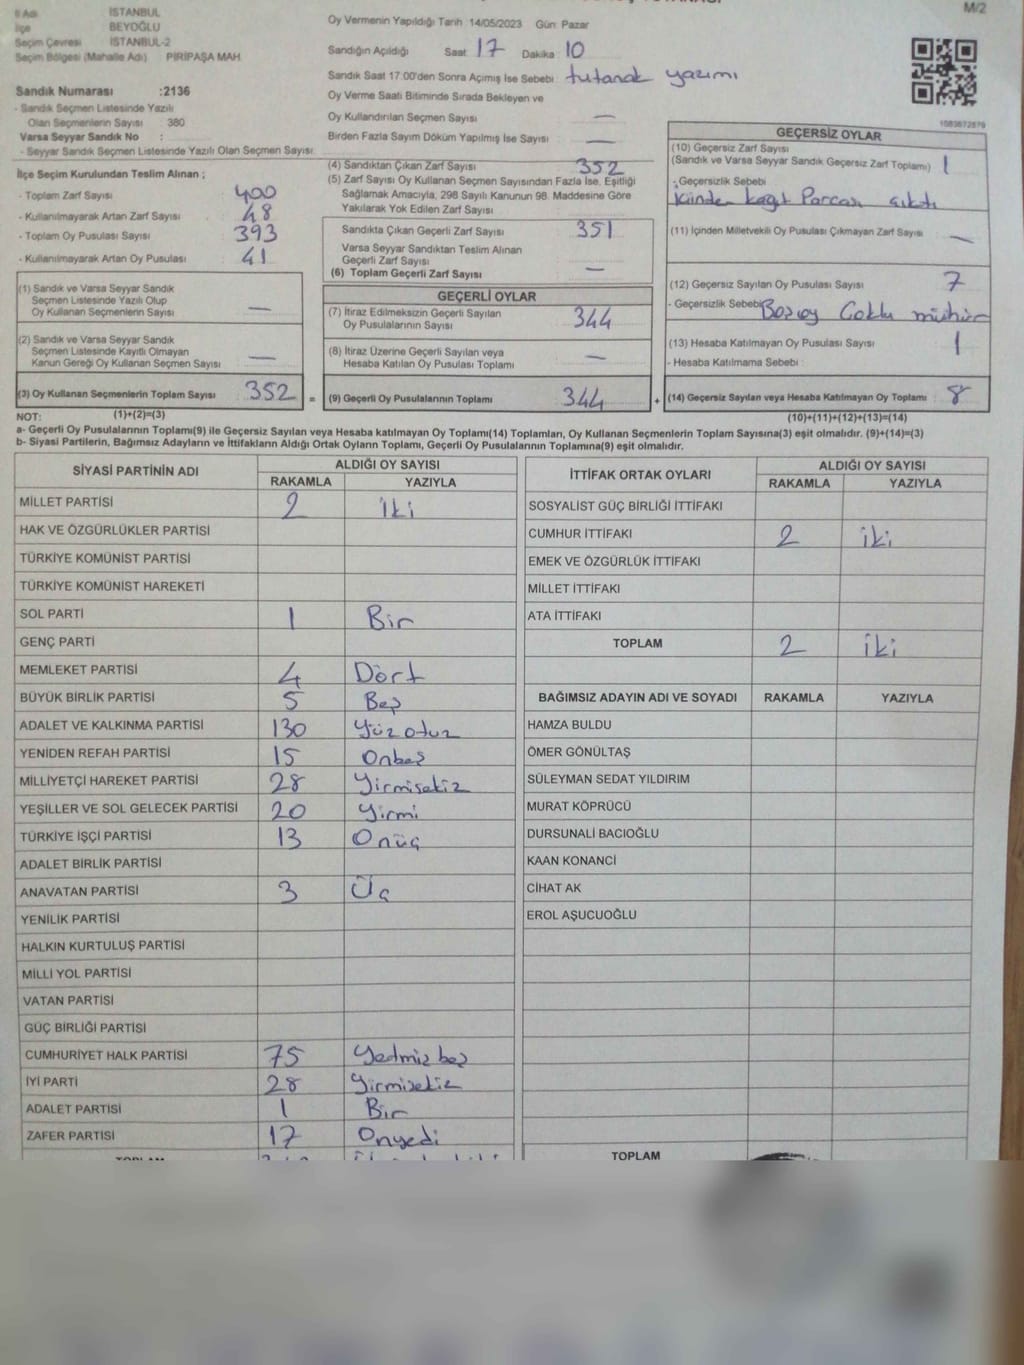 M/2
İli Adı İSTANBUL
İlçe BEYOĞLU
Seçim Çevresi İSTANBUL-2
Seçim Bölgesi (Mahalle Adı) PİRİPAŞA MAH
Sandık Numarası :2136
- Sandık Seçmen Listesinde Yazılı
Olan Seçmenlerin Sayısı 380
Varsa Seyyar Sandık No :
- Seyyar Sandık Seçmen Listesinde Yazılı Olan Seçmen Sayısı:
İlçe Seçim Kurulundan Teslim Alınan ;
- Toplam Zarf Sayısı 400
- Kullanılmayarak Artan Zarf Sayısı 48
- Toplam Oy Pusulası Sayısı 393
- Kullanılmayarak Artan Oy Pusulası 41
(1) Sandık ve Varsa Seyyar Sandık
Seçmen Listesinde Yazılı Olup
Oy Kullanan Seçmenlerin Sayısı —
(2) Sandık ve Varsa Seyyar Sandık
Seçmen Listesinde Kayıtlı Olmayan
Kanun Gereği Oy Kullanan Seçmen Sayısı —
(3) Oy Kullanan Seçmenlerin Toplam Sayısı 352 =
Oy Vermenin Yapıldığı Tarih 14/05/2023 Gün: Pazar
Sandığın Açıldığı Saat 17 Dakika 10
Sandık Saat 17:00'den Sonra Açımış İse Sebebi: tutanak yazımı
Oy Verme Saati Bitiminde Sırada Bekleyen ve
Oy Kullandırılan Seçmen Sayısı —
Birden Fazla Sayım Döküm Yapılmış İse Sayısı —
(4) Sandıktan Çıkan Zarf Sayısı 352
(5) Zarf Sayısı Oy Kullanan Seçmen Sayısından Fazla İse, Eşitliği
Sağlamak Amacıyla, 298 Sayılı Kanunun 98. Maddesine Göre
Yakılarak Yok Edilen Zarf Sayısı
Sandıkta Çıkan Geçerli Zarf Sayısı 351
Varsa Seyyar Sandıktan Teslim Alınan
Geçerli Zarf Sayısı
(6) Toplam Geçerli Zarf Sayısı —
GEÇERLİ OYLAR
(7) İtiraz Edilmeksizin Geçerli Sayılan
Oy Pusulalarının Sayısı 344
(8) İtiraz Üzerine Geçerli Sayılan veya
Hesaba Katılan Oy Pusulası Toplamı —
(9) Geçerli Oy Pusulalarının Toplamı 344 +
1083672879
GEÇERSİZ OYLAR
(10) Geçersiz Zarf Sayısı
(Sandık ve Varsa Seyyar Sandık Geçersiz Zarf Toplamı) 1
- Geçersizlik Sebebi
içinden kağıt Parcası çıktı
(11) İçinden Milletvekili Oy Pusulası Çıkmayan Zarf Sayısı —
(12) Geçersiz Sayılan Oy Pusulası Sayısı 7
- Geçersizlik Sebebi Coklu mühür
(13) Hesaba Katılmayan Oy Pusulası Sayısı 1
- Hesaba Katılmama Sebebi :
(14) Geçersiz Sayılan veya Hesaba Katılmayan Oy Toplamı 8
NOT: (1)+(2)=(3) (10)+(11)+(12)+(13)=(14)
a- Geçerli Oy Pusulalarının Toplamı(9) ile Geçersiz Sayılan veya Hesaba katılmayan Oy Toplamı(14) Toplamları, Oy Kullanan Seçmenlerin Toplam Sayısına(3) eşit olmalıdır. (9)+(14)=(3)
b- Siyasi Partilerin, Bağımsız Adayların ve İttifakların Aldığı Ortak Oyların Toplamı, Geçerli Oy Pusulalarının Toplamına(9) eşit olmalıdır.
SİYASİ PARTİNİN ADI ALDIĞI OY SAYISI
RAKAMLA YAZIYLA
MİLLET PARTİSİ 2 iki
HAK VE ÖZGÜRLÜKLER PARTİSİ
TÜRKİYE KOMÜNİST PARTİSİ
TÜRKİYE KOMÜNİST HAREKETİ
SOL PARTİ 1 Bir
GENÇ PARTİ
MEMLEKET PARTİSİ 4 Dört
BÜYÜK BİRLİK PARTİSİ 5 Beş
ADALET VE KALKINMA PARTİSİ 130 Yüz otuz
YENİDEN REFAH PARTİSİ 15 Onbeş
MİLLİYETÇİ HAREKET PARTİSİ 28 Yirmisekiz
YEŞİLLER VE SOL GELECEK PARTİSİ 20 Yirmi
TÜRKİYE İŞÇİ PARTİSİ 13 Onüç
ADALET BİRLİK PARTİSİ
ANAVATAN PARTİSİ 3 Üç
YENİLİK PARTİSİ
HALKIN KURTULUŞ PARTİSİ
MİLLİ YOL PARTİSİ
VATAN PARTİSİ
GÜÇ BİRLİĞİ PARTİSİ
CUMHURİYET HALK PARTİSİ 75 Yedmiş beş
İYİ PARTİ 28 Yirmisekiz
ADALET PARTİSİ 1 Bir
ZAFER PARTİSİ 17 Onyedi
TOPLAM
İTTİFAK ORTAK OYLARI ALDIĞI OY SAYISI
RAKAMLA YAZIYLA
SOSYALİST GÜÇ BİRLİĞİ İTTİFAKI
CUMHUR İTTİFAKI 2 iki
EMEK VE ÖZGÜRLÜK İTTİFAKI
MİLLET İTTİFAKI
ATA İTTİFAKI
TOPLAM 2 iki
BAĞIMSIZ ADAYIN ADI VE SOYADI RAKAMLA YAZIYLA
HAMZA BULDU
ÖMER GÖNÜLTAŞ
SÜLEYMAN SEDAT YILDIRIM
MURAT KÖPRÜCÜ
DURSUNALİ BACIOĞLU
KAAN KONANCİ
CİHAT AK
EROL AŞUCUOĞLU
TOPLAM